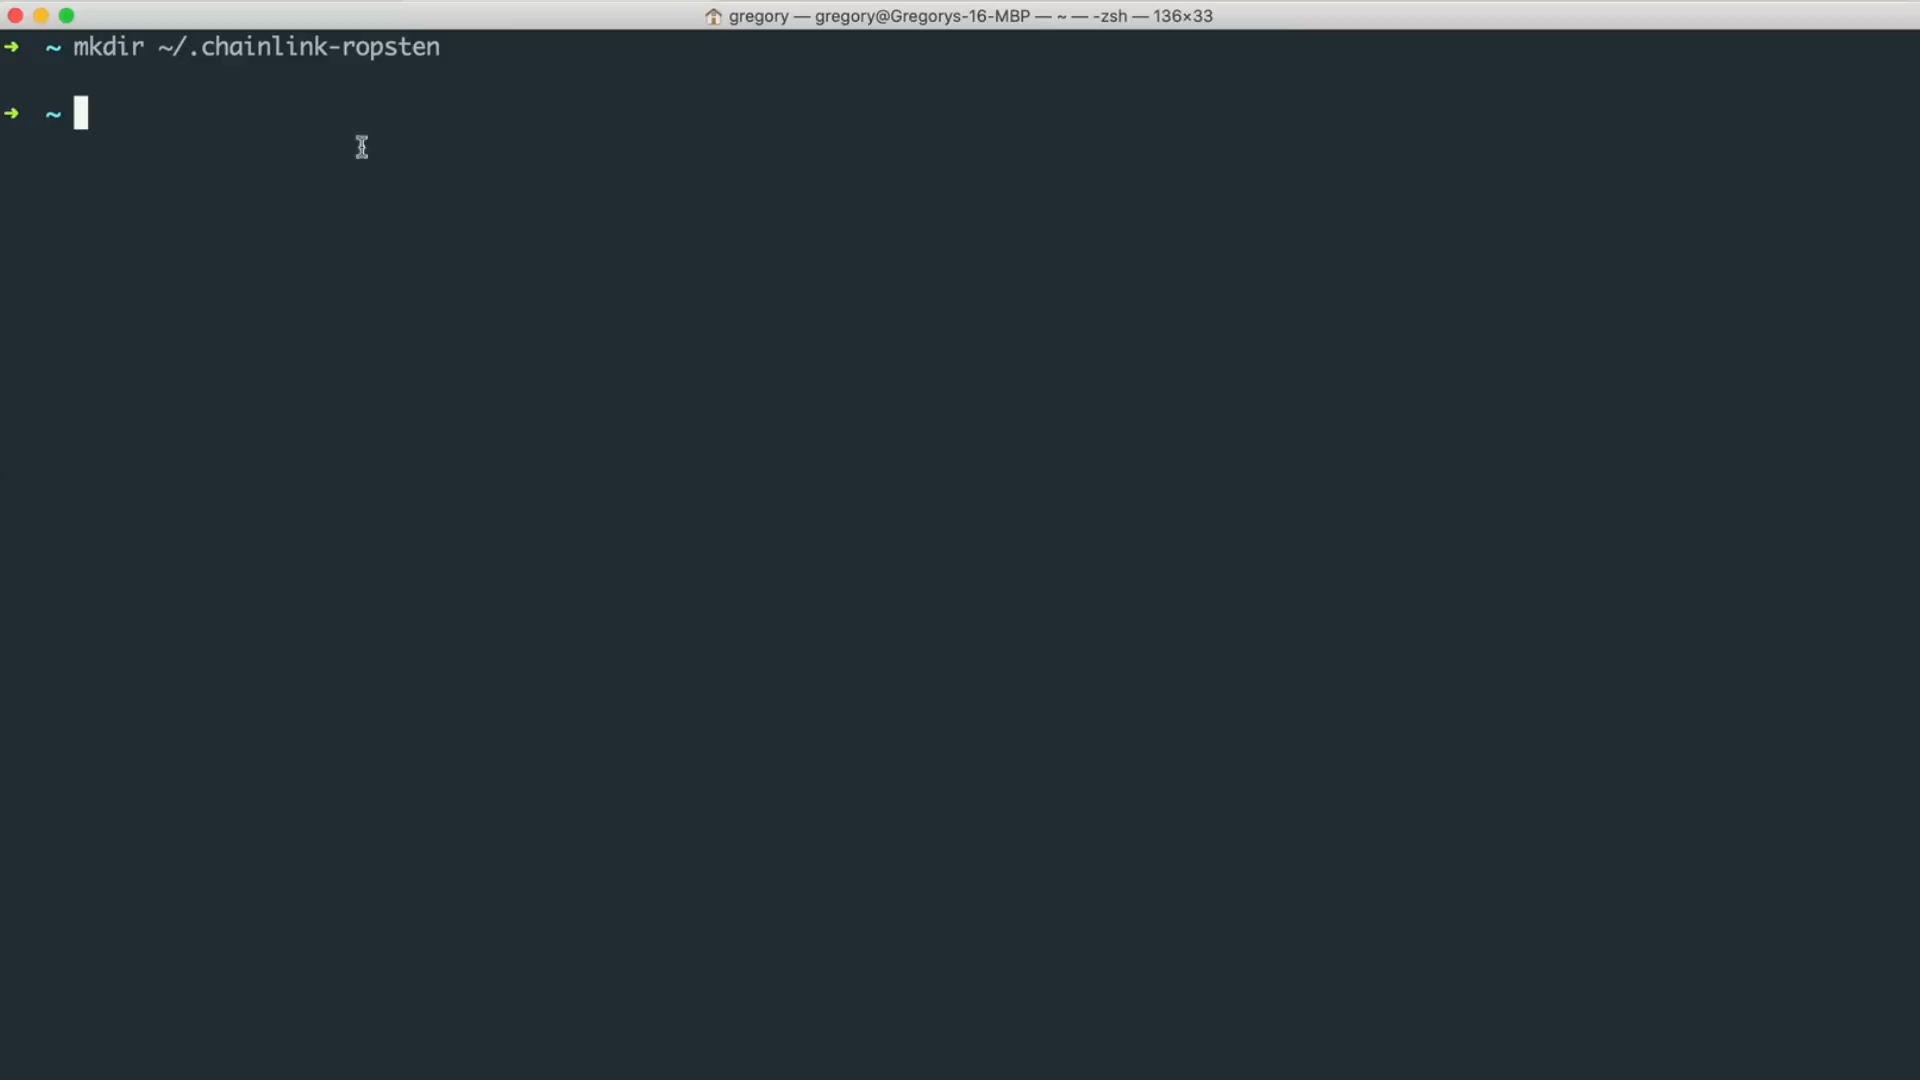 gregory — gregory@Gregorys-16-MBP — ~ — -zsh — 136×33
➜ ~ mkdir ~/.chainlink-ropsten
➜ ~